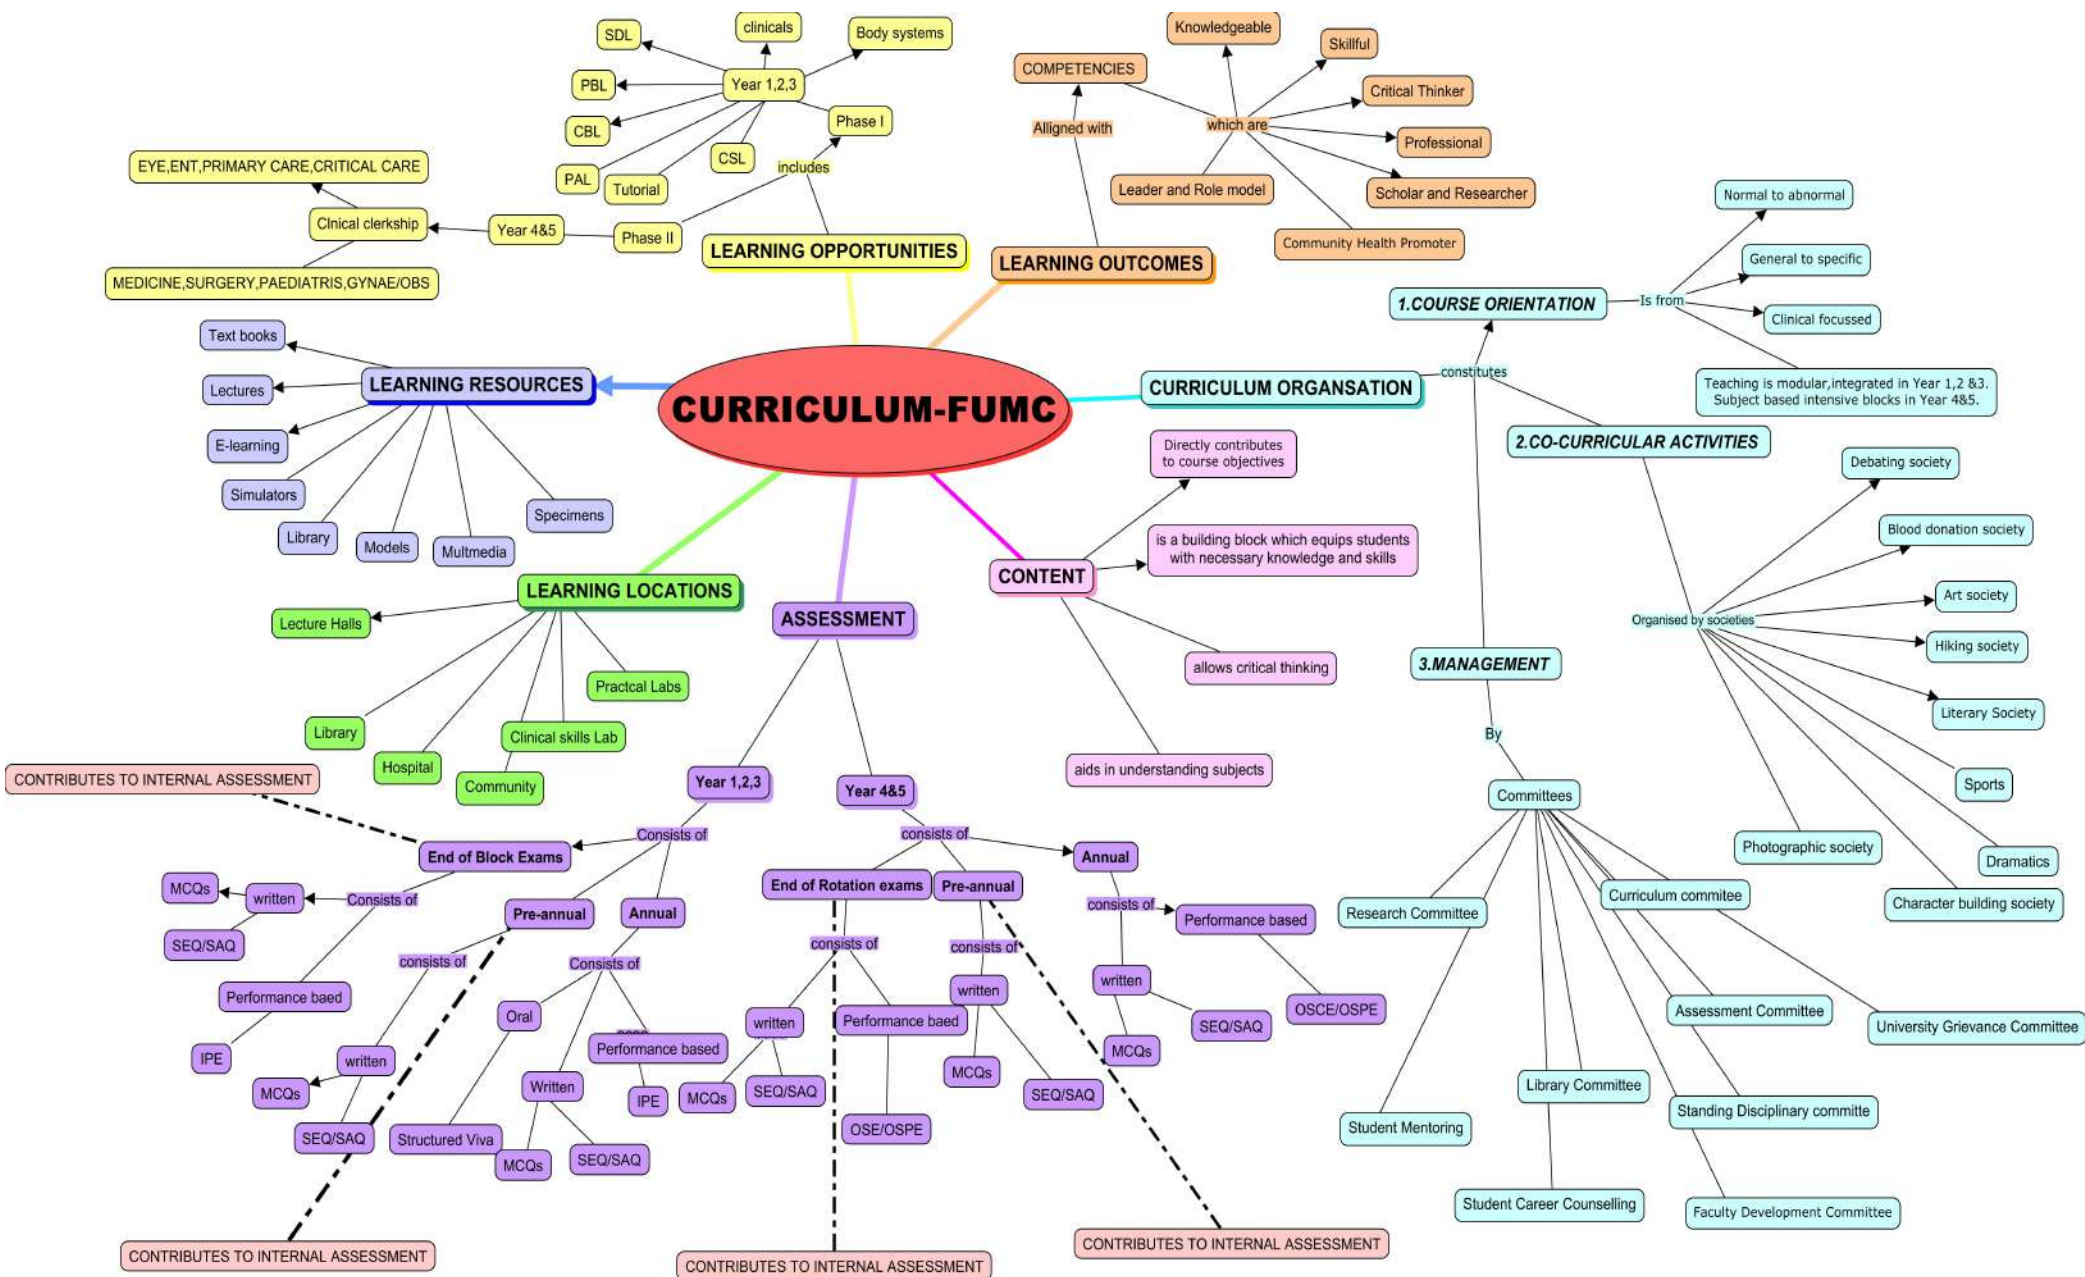 SDL
clinicals
Body systems
PBL
Year 1,2,3
CBL
Phase I
PAL
Tutorial
CSL
includes
EYE,ENT,PRIMARY CARE,CRITICAL CARE
Clnical clerkship
Year 4&5
Phase II
MEDICINE,SURGERY,PAEDIATRIS,GYNAE/OBS
LEARNING OPPORTUNITIES
Knowledgeable
Skillful
COMPETENCIES
Critical Thinker
Alligned with
which are
Professional
Leader and Role model
Scholar and Researcher
Community Health Promoter
LEARNING OUTCOMES
Normal to abnormal
General to specific
1.COURSE ORIENTATION
Is from
Clinical focussed
Teaching is modular,integrated in Year 1,2 &3.
Subject based intensive blocks in Year 4&5.
CURRICULUM ORGANSATION
constitutes
2.CO-CURRICULAR ACTIVITIES
Debating society
Blood donation society
Art society
Organised by societies
Hiking society
Literary Society
Sports
Photographic society
Dramatics
Character building society
3.MANAGEMENT
By
Committees
Research Committee
Curriculum commitee
Assessment Committee
University Grievance Committee
Library Committee
Standing Disciplinary committe
Student Mentoring
Student Career Counselling
Faculty Development Committee
CURRICULUM-FUMC
Text books
LEARNING RESOURCES
Lectures
E-learning
Simulators
Library
Models
Multmedia
Specimens
LEARNING LOCATIONS
Lecture Halls
Practcal Labs
Library
Clinical skills Lab
Hospital
Community
Directly contributes
to course objectives
is a building block which equips students
with necessary knowledge and skills
CONTENT
allows critical thinking
aids in understanding subjects
ASSESSMENT
Year 1,2,3
Year 4&5
CONTRIBUTES TO INTERNAL ASSESSMENT
Consists of
End of Block Exams
MCQs
written
Consists of
SEQ/SAQ
Performance baed
IPE
Pre-annual
consists of
written
MCQs
SEQ/SAQ
CONTRIBUTES TO INTERNAL ASSESSMENT
Annual
Consists of
Oral
Performance based
Written
IPE
Structured Viva
MCQs
SEQ/SAQ
consists of
End of Rotation exams
consists of
written
Performance baed
MCQs
SEQ/SAQ
OSE/OSPE
CONTRIBUTES TO INTERNAL ASSESSMENT
Pre-annual
consists of
written
MCQs
SEQ/SAQ
CONTRIBUTES TO INTERNAL ASSESSMENT
Annual
consists of
Performance based
written
OSCE/OSPE
SEQ/SAQ
MCQs